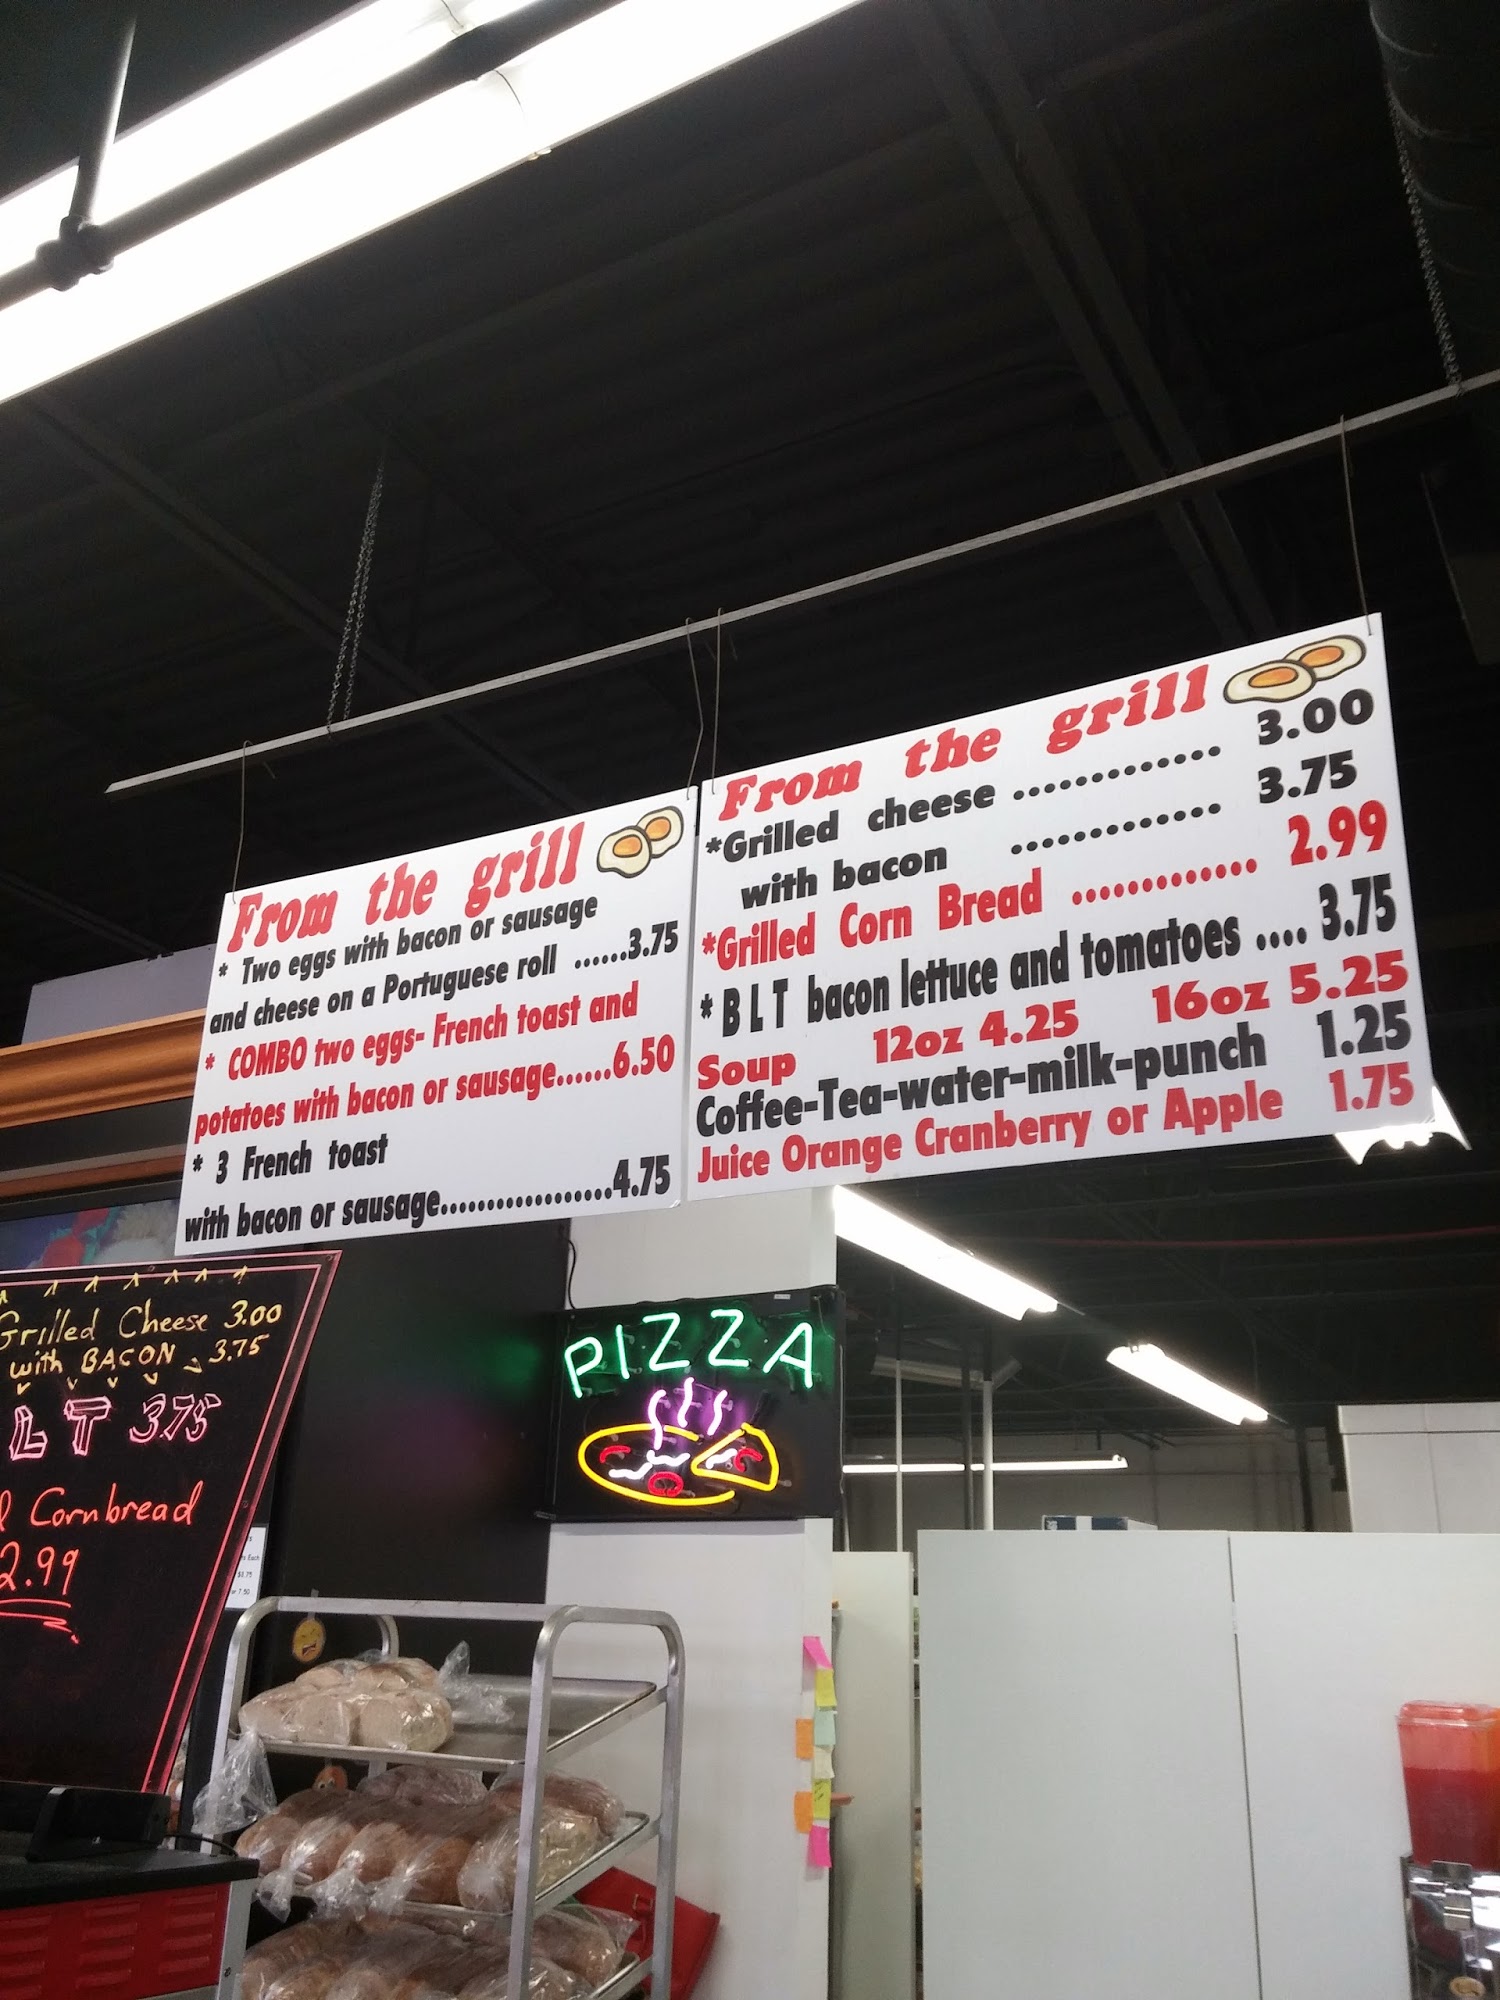 From the grill
* Two eggs with bacon or sausage
and cheese on a Portuguese roll ......3.75
* COMBO two eggs- French toast and
potatoes with bacon or sausage......6.50
* 3 French toast
with bacon or sausage...................4.75
From the grill
*Grilled cheese ............. 3.00
with bacon ............. 3.75
*Grilled Corn Bread ............. 2.99
* B L T bacon lettuce and tomatoes .... 3.75
Soup 12oz 4.25 16oz 5.25
Coffee-Tea-water-milk-punch 1.25
Juice Orange Cranberry or Apple 1.75
Grilled Cheese 3.00
with BACON 3.75
L T 3.75
Cornbread
2.99
PIZZA